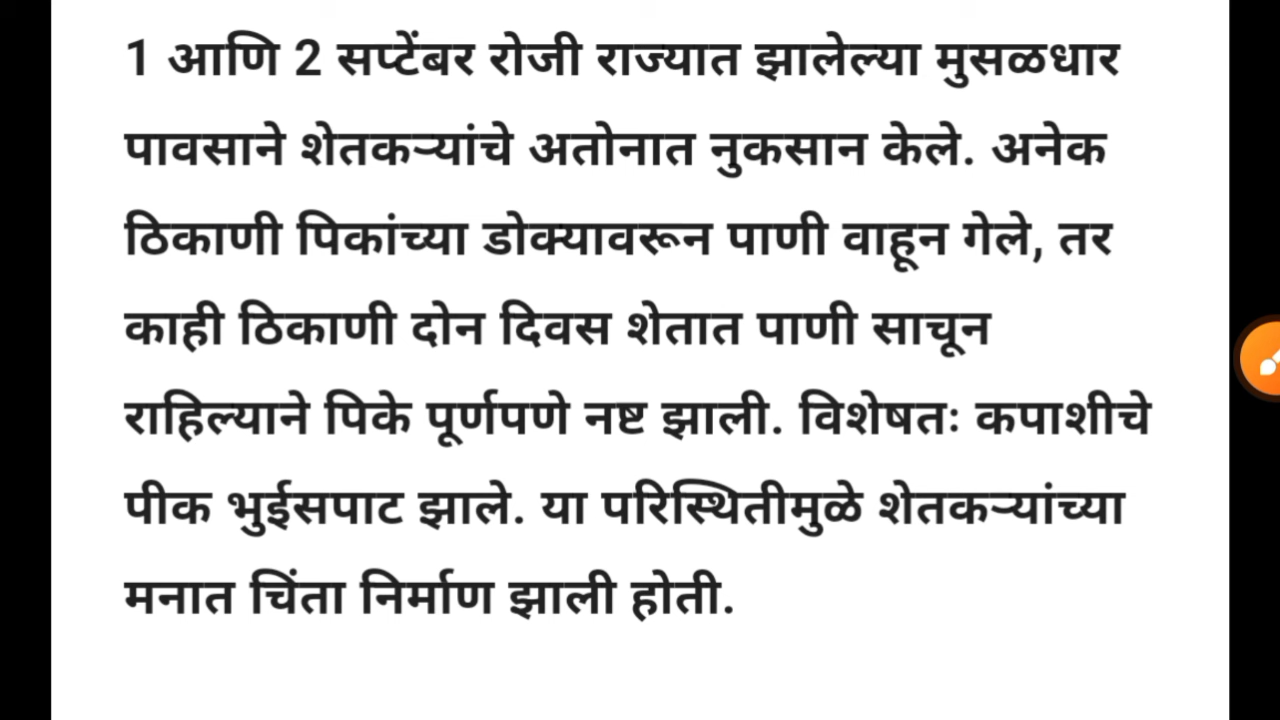 1 आणि 2 सप्टेंबर रोजी राज्यात झालेल्या मुसळधार
पावसाने शेतकऱ्यांचे अतोनात नुकसान केले. अनेक
ठिकाणी पिकांच्या डोक्यावरून पाणी वाहून गेले, तर
काही ठिकाणी दोन दिवस शेतात पाणी साचून
राहिल्याने पिके पूर्णपणे नष्ट झाली. विशेषतः कपाशीचे
पीक भुईसपाट झाले. या परिस्थितीमुळे शेतकऱ्यांच्या
मनात चिंता निर्माण झाली होती.